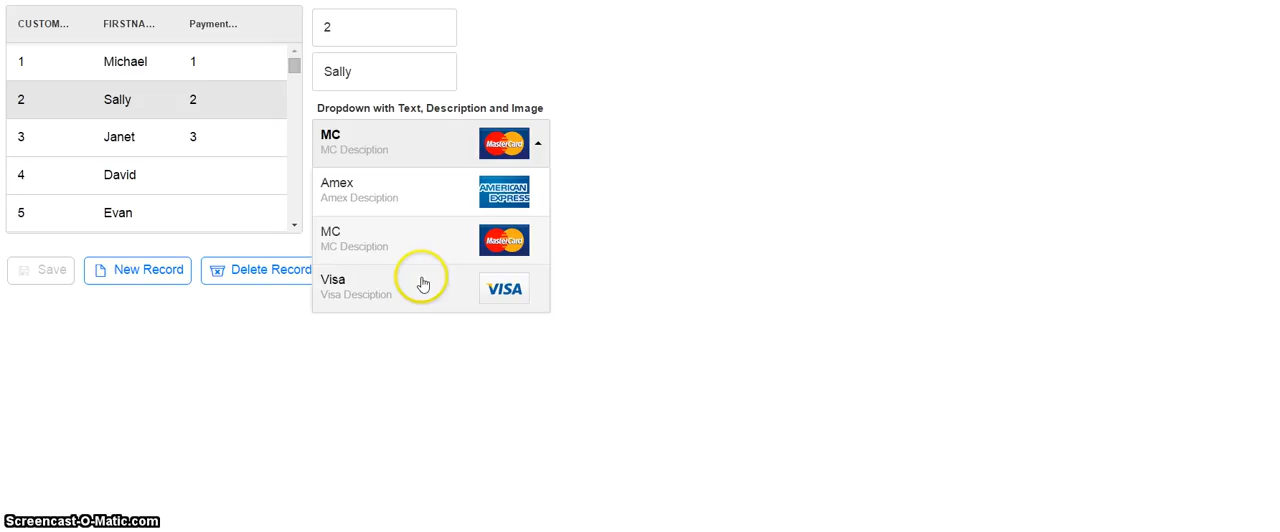 CUSTOM... FIRSTNA... Payment...
1 Michael 1
2 Sally 2
3 Janet 3
4 David
5 Evan
Save New Record Delete Record
2
Sally
Dropdown with Text, Description and Image
MC
MC Desciption
MasterCard
Amex
Amex Desciption
AMERICAN
EXPRESS
MC
MC Desciption
MasterCard
Visa
Visa Desciption
VISA
Screencast-O-Matic.com